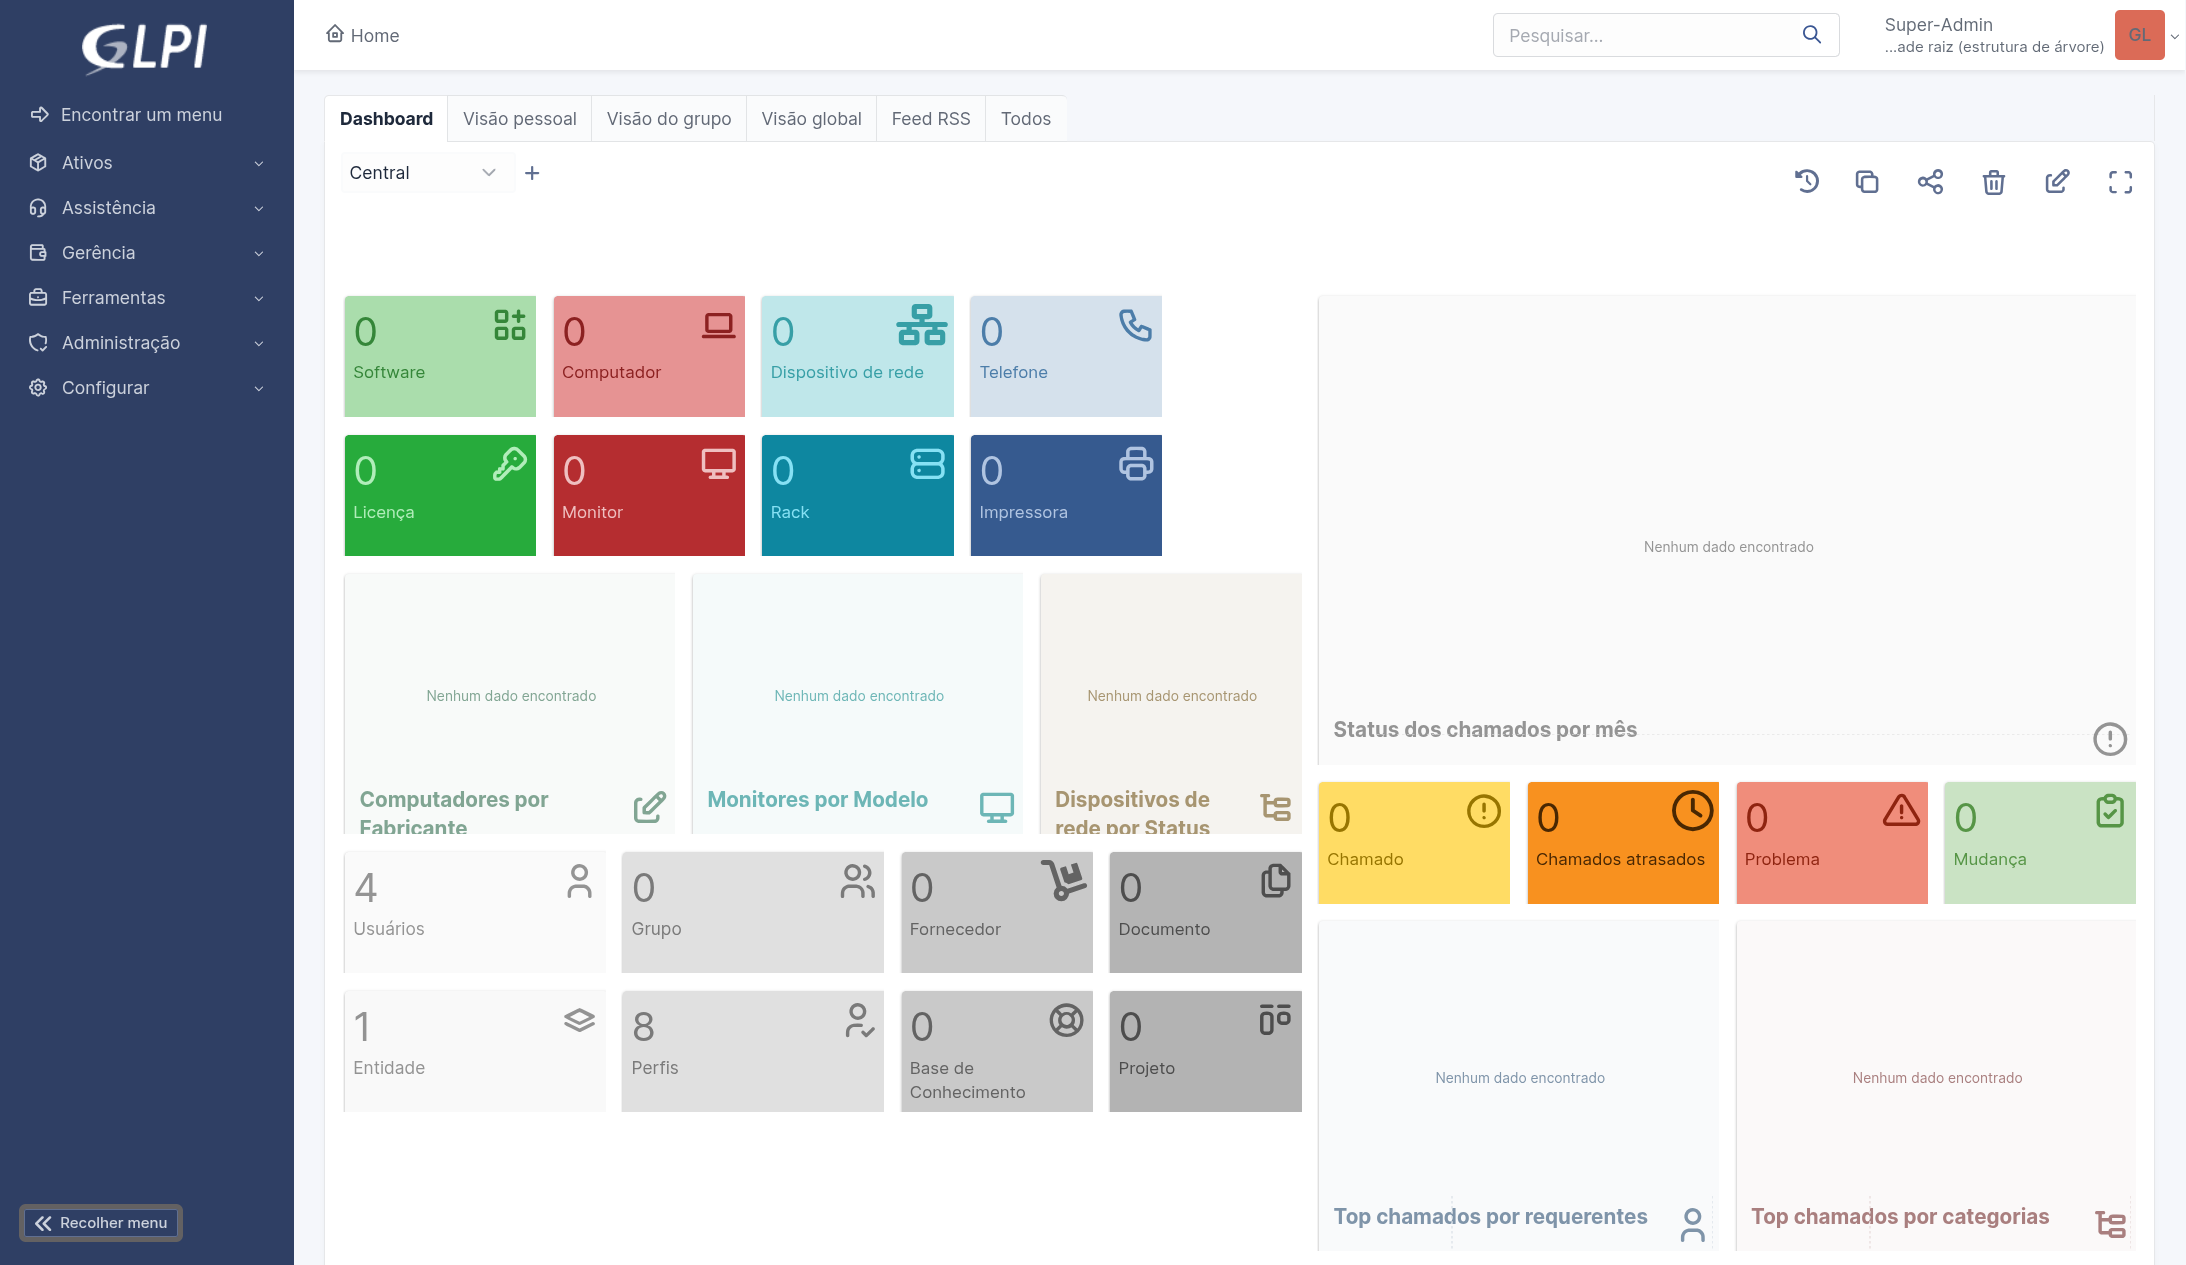 GLPI
Home
Pesquisar...
Super-Admin
...ade raiz (estrutura de árvore)
GL
Encontrar um menu
Ativos
Assistência
Gerência
Ferramentas
Administração
Configurar
Recolher menu
Dashboard
Visão pessoal
Visão do grupo
Visão global
Feed RSS
Todos
Central
0
Software
0
Computador
0
Dispositivo de rede
0
Telefone
0
Licença
0
Monitor
0
Rack
0
Impressora
Nenhum dado encontrado
Computadores por
Fabricante
Nenhum dado encontrado
Monitores por Modelo
Nenhum dado encontrado
Dispositivos de
rede por Status
4
Usuários
0
Grupo
0
Fornecedor
0
Documento
1
Entidade
8
Perfis
0
Base de
Conhecimento
0
Projeto
Nenhum dado encontrado
Status dos chamados por mês
0
Chamado
0
Chamados atrasados
0
Problema
0
Mudança
Nenhum dado encontrado
Top chamados por requerentes
Nenhum dado encontrado
Top chamados por categorias